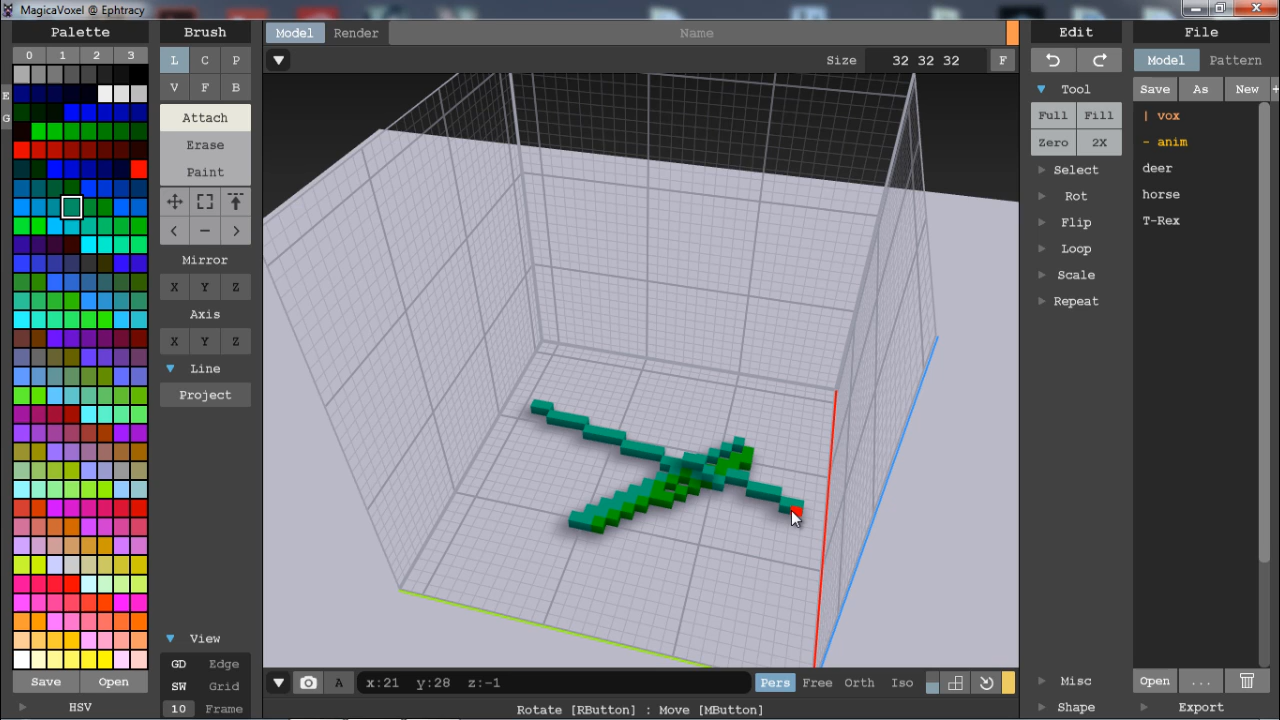 MagicaVoxel @ Ephtracy
Palette
0 1 2 3
E
G
Save Open
HSV
Brush
L C P
V F B
Attach
Erase
Paint
< — >
Mirror
X Y Z
Axis
X Y Z
Line
Project
View
GD Edge
SW Grid
10 Frame
Model Render Name
Size 32 32 32 F
A x:21 y:28 z:-1 Pers Free Orth Iso
Rotate [RButton] : Move [MButton]
Edit
Tool
Full Fill
Zero 2X
Select
Rot
Flip
Loop
Scale
Repeat
Misc
Shape
File
Model Pattern
Save As New +
| vox
- anim
deer
horse
T-Rex
Open ...
Export